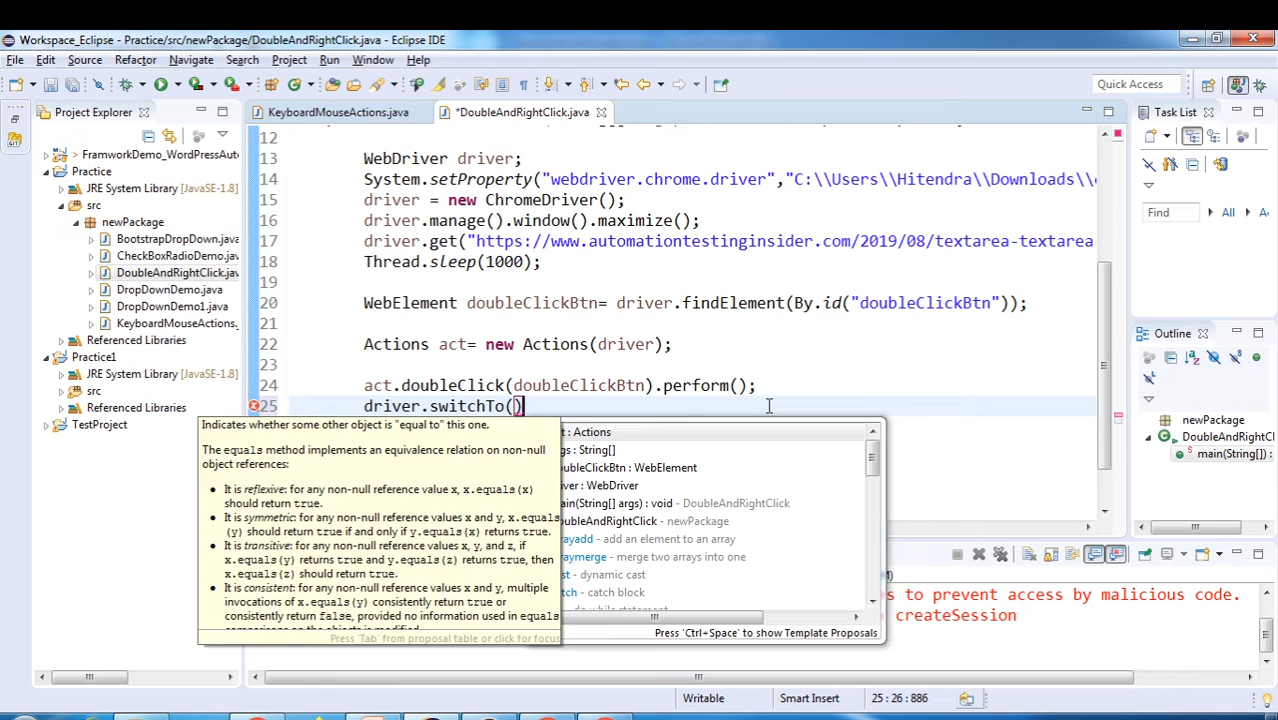 Workspace_Eclipse - Practice/src/newPackage/DoubleAndRightClick.java - Eclipse IDE
File Edit Source Refactor Navigate Search Project Run Window Help
Quick Access
Project Explorer
KeyboardMouseActions.java
*DoubleAndRightClick.java
Task List
> FramworkDemo_WordPressAuto
Practice
JRE System Library [JavaSE-1.8]
src
newPackage
BootstrapDropDown.java
CheckBoxRadioDemo.java
DoubleAndRightClick.jav
DropDownDemo.java
DropDownDemo1.java
KeyboardMouseActions.
Referenced Libraries
Practice1
JRE System Library [JavaSE-1.8]
src
Referenced Libraries
TestProject
12
13 WebDriver driver;
14 System.setProperty("webdriver.chrome.driver","C:\\Users\\Hitendra\\Downloads\\
15 driver = new ChromeDriver();
16 driver.manage().window().maximize();
17 driver.get("https://www.automationtestinginsider.com/2019/08/textarea-textarea-
18 Thread.sleep(1000);
19
20 WebElement doubleClickBtn= driver.findElement(By.id("doubleClickBtn"));
21
22 Actions act= new Actions(driver);
23
24 act.doubleClick(doubleClickBtn).perform();
25 driver.switchTo()
Indicates whether some other object is "equal to" this one.
The equals method implements an equivalence relation on non-null
object references:
• It is reflexive: for any non-null reference value x, x.equals(x)
should return true.
• It is symmetric: for any non-null reference values x and y, x.equals
(y) should return true if and only if y.equals(x) returns true.
• It is transitive: for any non-null reference values x, y, and z, if
x.equals(y) returns true and y.equals(z) returns true, then
x.equals(z) should return true.
• It is consistent: for any non-null reference values x and y, multiple
invocations of x.equals(y) consistently return true or
consistently return false, provided no information used in equals
Press 'Tab' from proposal table or click for focus
t : Actions
gs : String[]
oubleClickBtn : WebElement
iver : WebDriver
main(String[] args) : void - DoubleAndRightClick
oubleAndRightClick - newPackage
rayadd - add an element to an array
raymerge - merge two arrays into one
st - dynamic cast
tch - catch block
do while statement
Press 'Ctrl+Space' to show Template Proposals
Find All
Outline
newPackage
DoubleAndRightCl
main(String[]) :
s to prevent access by malicious code.
createSession
Writable
Smart Insert
25 : 26 : 886